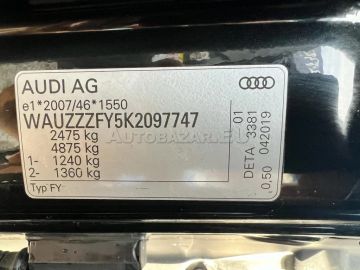 AUDI AG
e1*2007/46*1550
WAUZZZFY5K2097747
2475 kg
4875 kg
1- 1240 kg
2- 1360 kg
Typ FY
01
DETA 3381
0,50 042019
AUTOBAZAR.EU